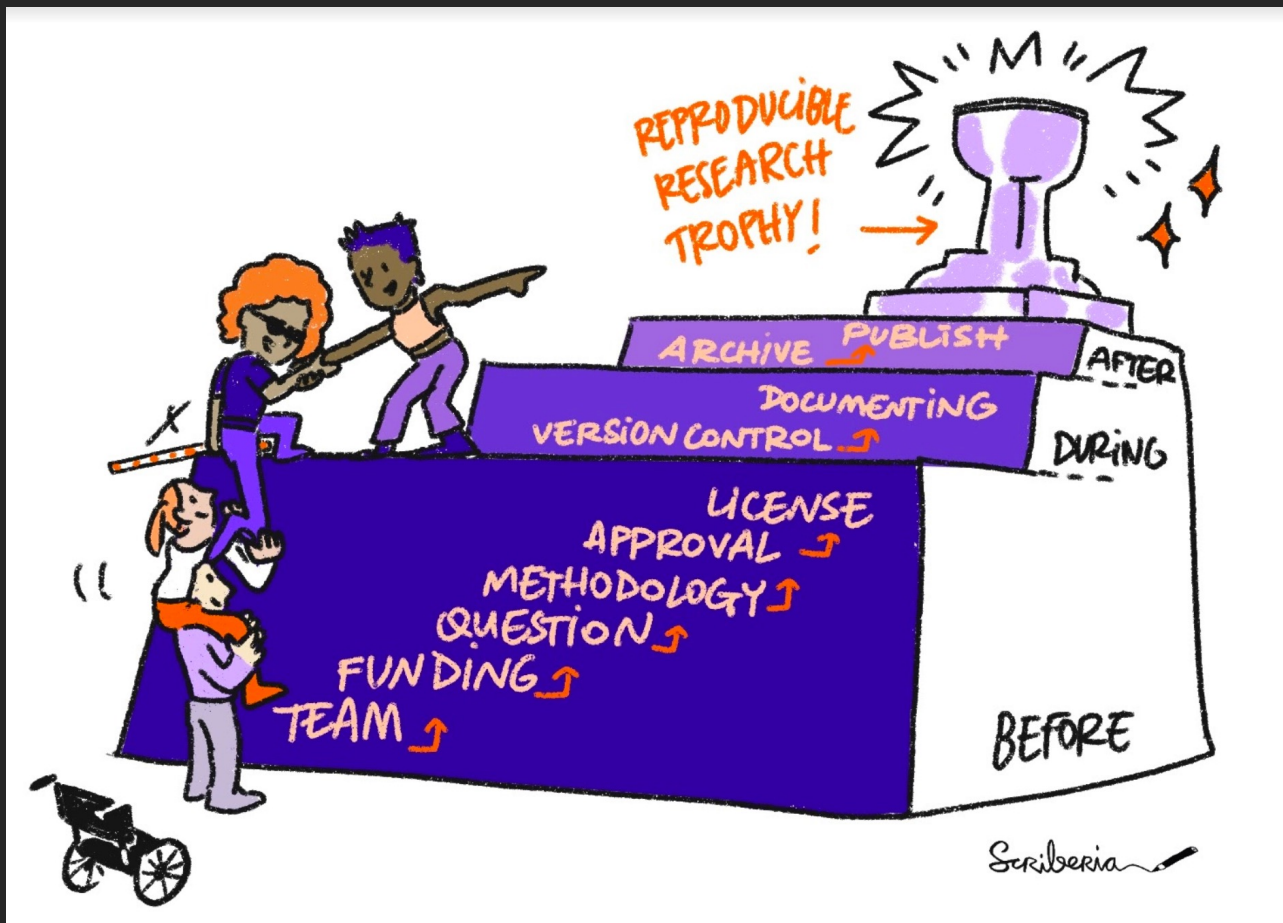 REPRODUCIBLE
RESEARCH
TROPHY!
ARCHIVE PUBLISH
AFTER
DOCUMENTING
VERSION CONTROL
DURING
LICENSE
APPROVAL
METHODOLOGY
QUESTION
FUNDING
TEAM
BEFORE
Scriberia